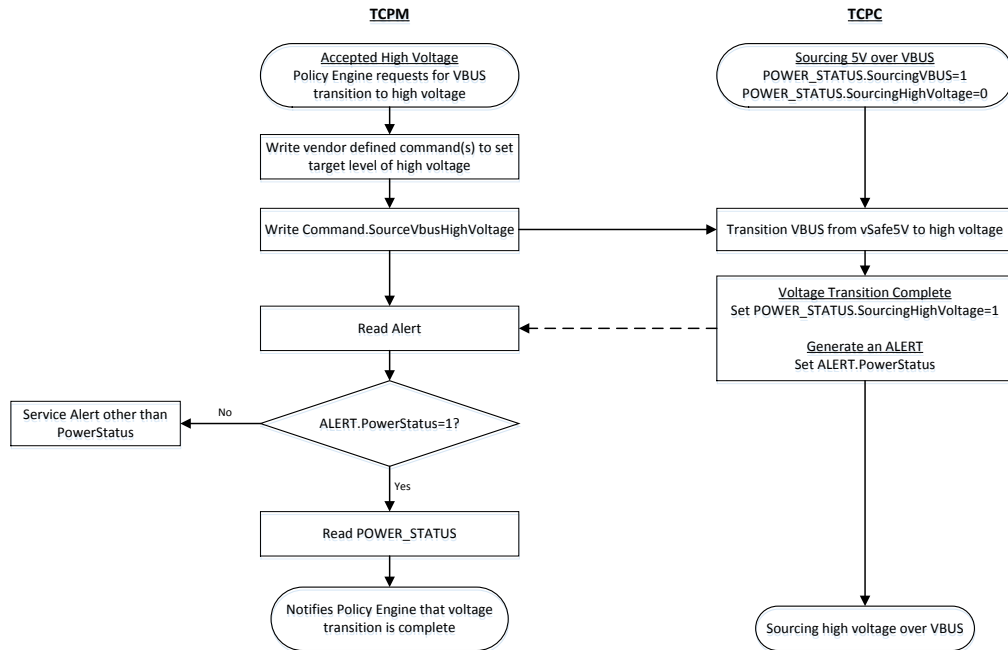 TCPM
TCPC
Accepted High Voltage
Policy Engine requests for VBUS
transition to high voltage
Sourcing 5V over VBUS
POWER_STATUS.SourcingVBUS=1
POWER_STATUS.SourcingHighVoltage=0
Write vendor defined command(s) to set
target level of high voltage
Write Command.SourceVbusHighVoltage
Transition VBUS from vSafe5V to high voltage
Voltage Transition Complete
Set POWER_STATUS.SourcingHighVoltage=1
Generate an ALERT
Set ALERT.PowerStatus
Read Alert
ALERT.PowerStatus=1?
No
Service Alert other than
PowerStatus
Yes
Read POWER_STATUS
Notifies Policy Engine that voltage
transition is complete
Sourcing high voltage over VBUS